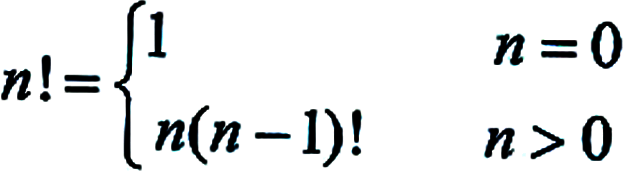 n! = { 1 n = 0
n(n − 1)! n > 0